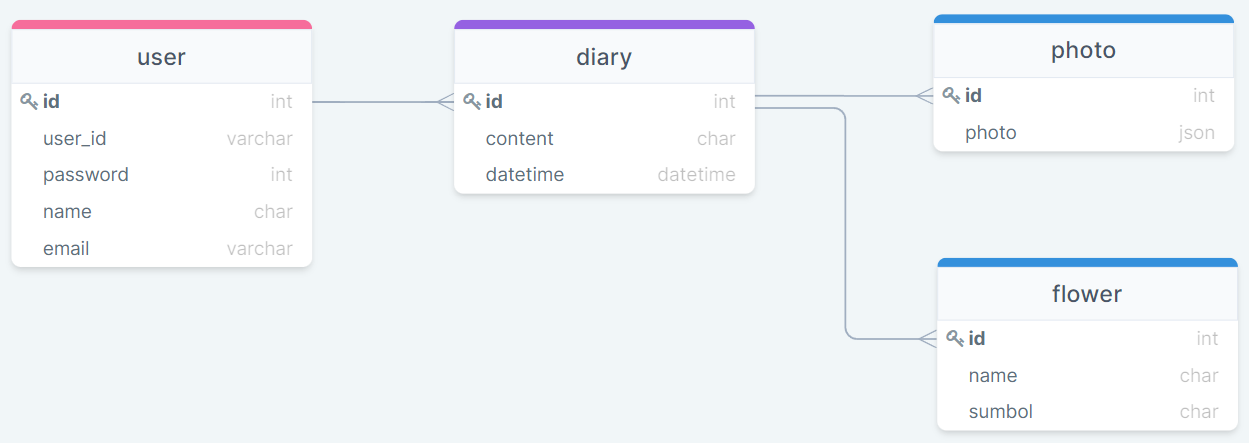 user
id int
user_id varchar
password int
name char
email varchar
diary
id int
content char
datetime datetime
photo
id int
photo json
flower
id int
name char
sumbol char